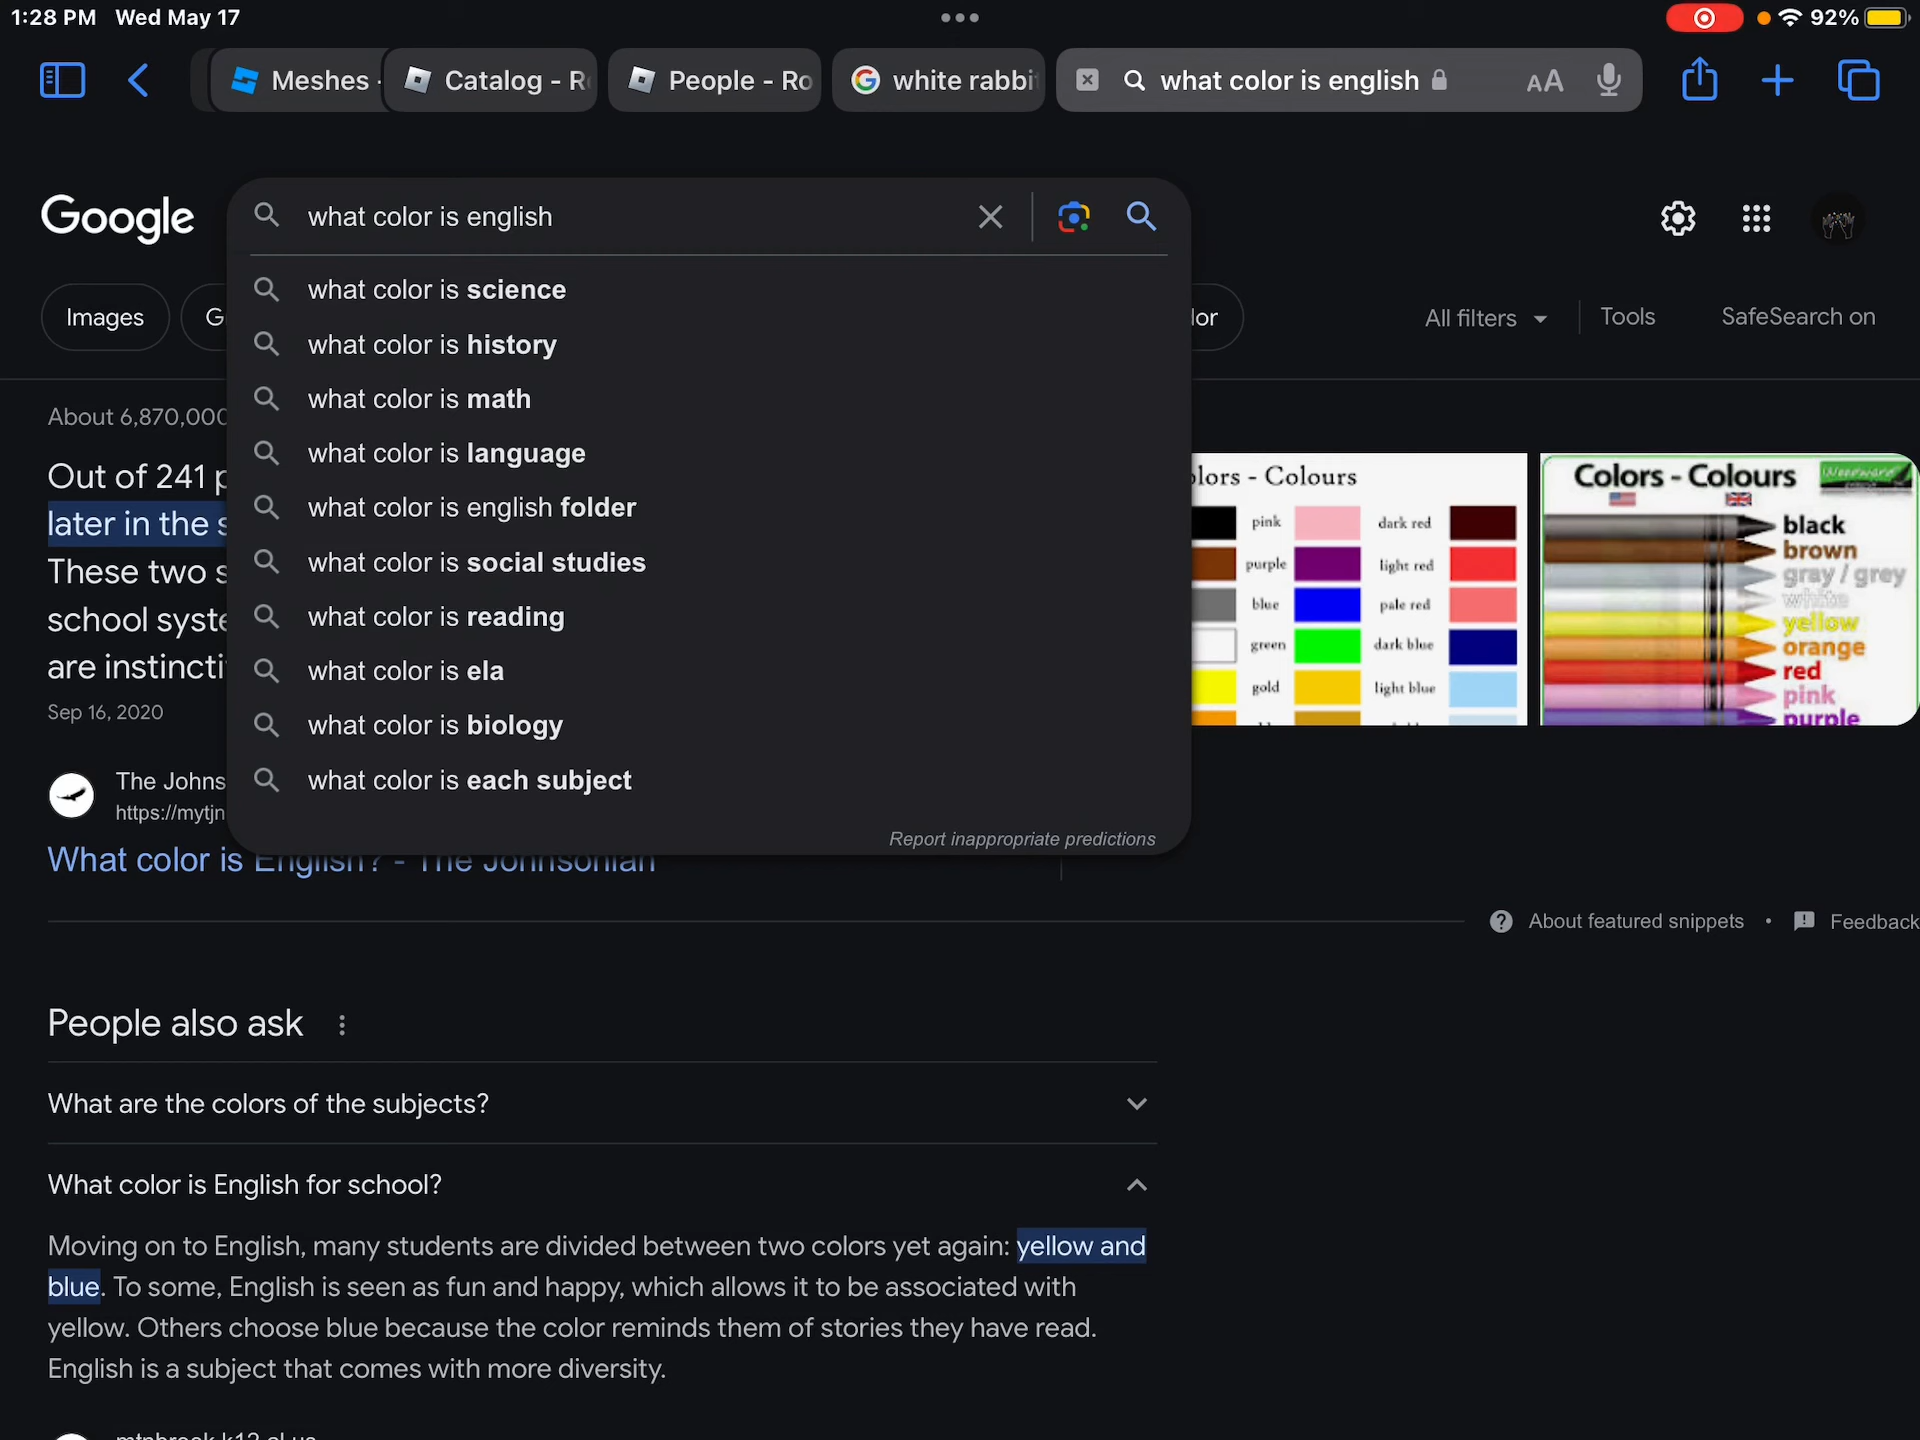 1:28 PM Wed May 17
92%
Meshes -
Catalog - R
People - Ro
white rabbi
what color is english
AA
Google
what color is english
what color is science
what color is history
what color is math
what color is language
what color is english folder
what color is social studies
what color is reading
what color is ela
what color is biology
what color is each subject
Report inappropriate predictions
Images
G
lor
All filters
Tools
SafeSearch on
About 6,870,000
Out of 241 p
later in the s
These two s
school syste
are instincti
Sep 16, 2020
lors - Colours
pink
dark red
purple
light red
blue
pale red
green
dark blue
gold
light blue
Colors - Colours
black
brown
gray / grey
white
yellow
orange
red
pink
purple
The Johns
https://mytjn
What color is English? - The Johnsonian
About featured snippets • Feedback
People also ask
What are the colors of the subjects?
What color is English for school?
Moving on to English, many students are divided between two colors yet again: yellow and
blue. To some, English is seen as fun and happy, which allows it to be associated with
yellow. Others choose blue because the color reminds them of stories they have read.
English is a subject that comes with more diversity.